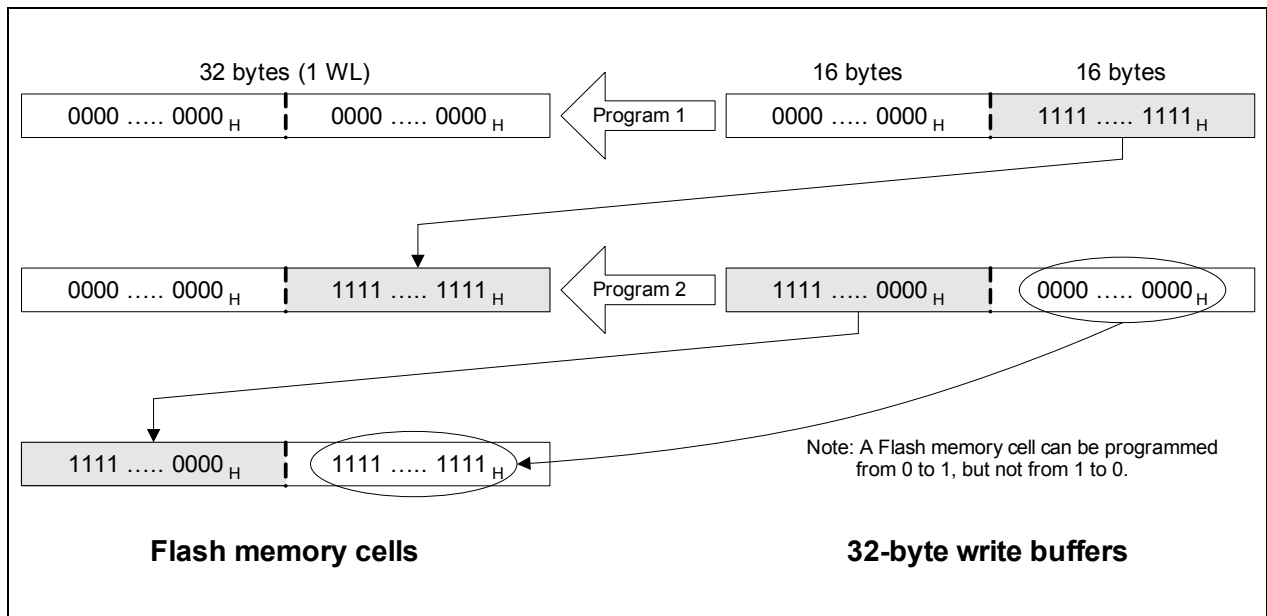 32 bytes (1 WL)
16 bytes
16 bytes
0000 ..... 0000 H
0000 ..... 0000 H
Program 1
0000 ..... 0000 H
1111 ..... 1111 H
0000 ..... 0000 H
1111 ..... 1111 H
Program 2
1111 ..... 0000 H
0000 ..... 0000 H
1111 ..... 0000 H
1111 ..... 1111 H
Note: A Flash memory cell can be programmed
from 0 to 1, but not from 1 to 0.
Flash memory cells
32-byte write buffers